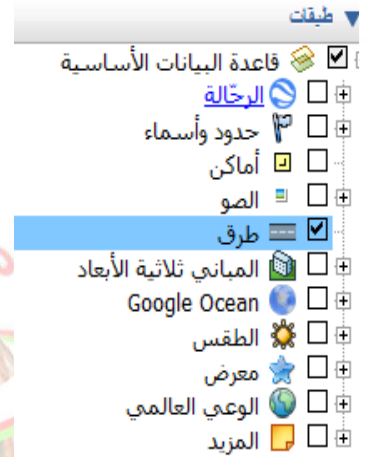 طبقات
قاعدة البيانات الأساسية
الرحّالة
حدود وأسماء
أماكن
الصو
طرق
المباني ثلاثية الأبعاد
Google Ocean
الطقس
معرض
الوعي العالمي
المزيد